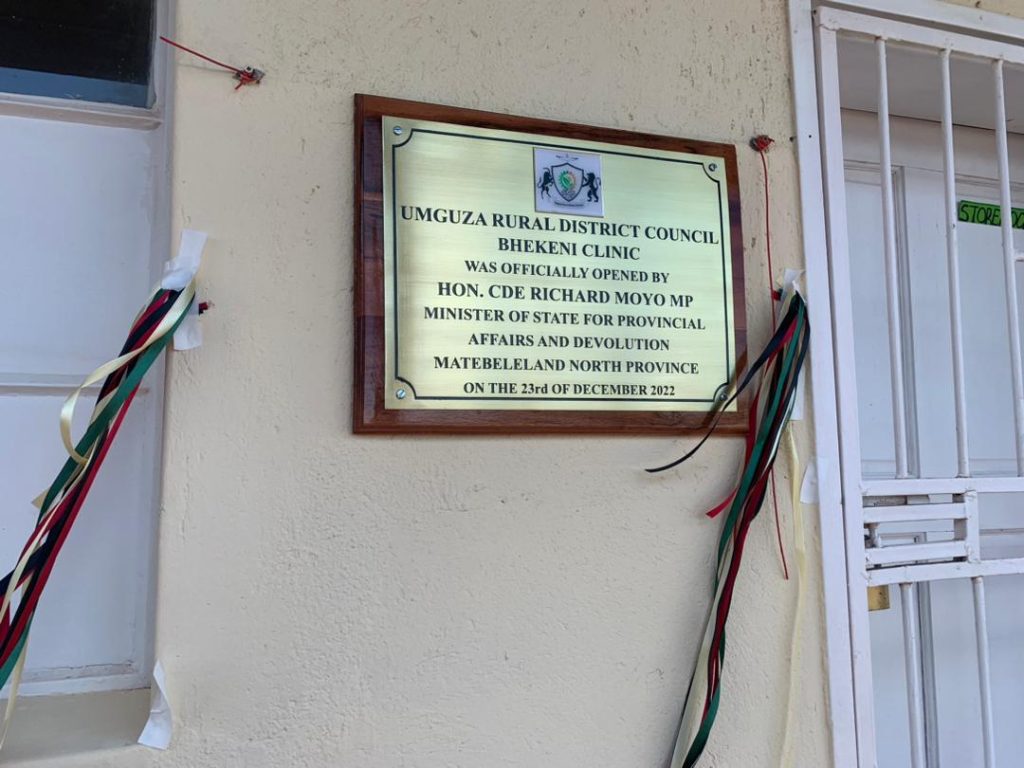 UMGUZA RURAL DISTRICT COUNCIL
BHEKENI CLINIC
WAS OFFICIALLY OPENED BY
HON. CDE RICHARD MOYO MP
MINISTER OF STATE FOR PROVINCIAL
AFFAIRS AND DEVOLUTION
MATEBELELAND NORTH PROVINCE
ON THE 23rd OF DECEMBER 2022